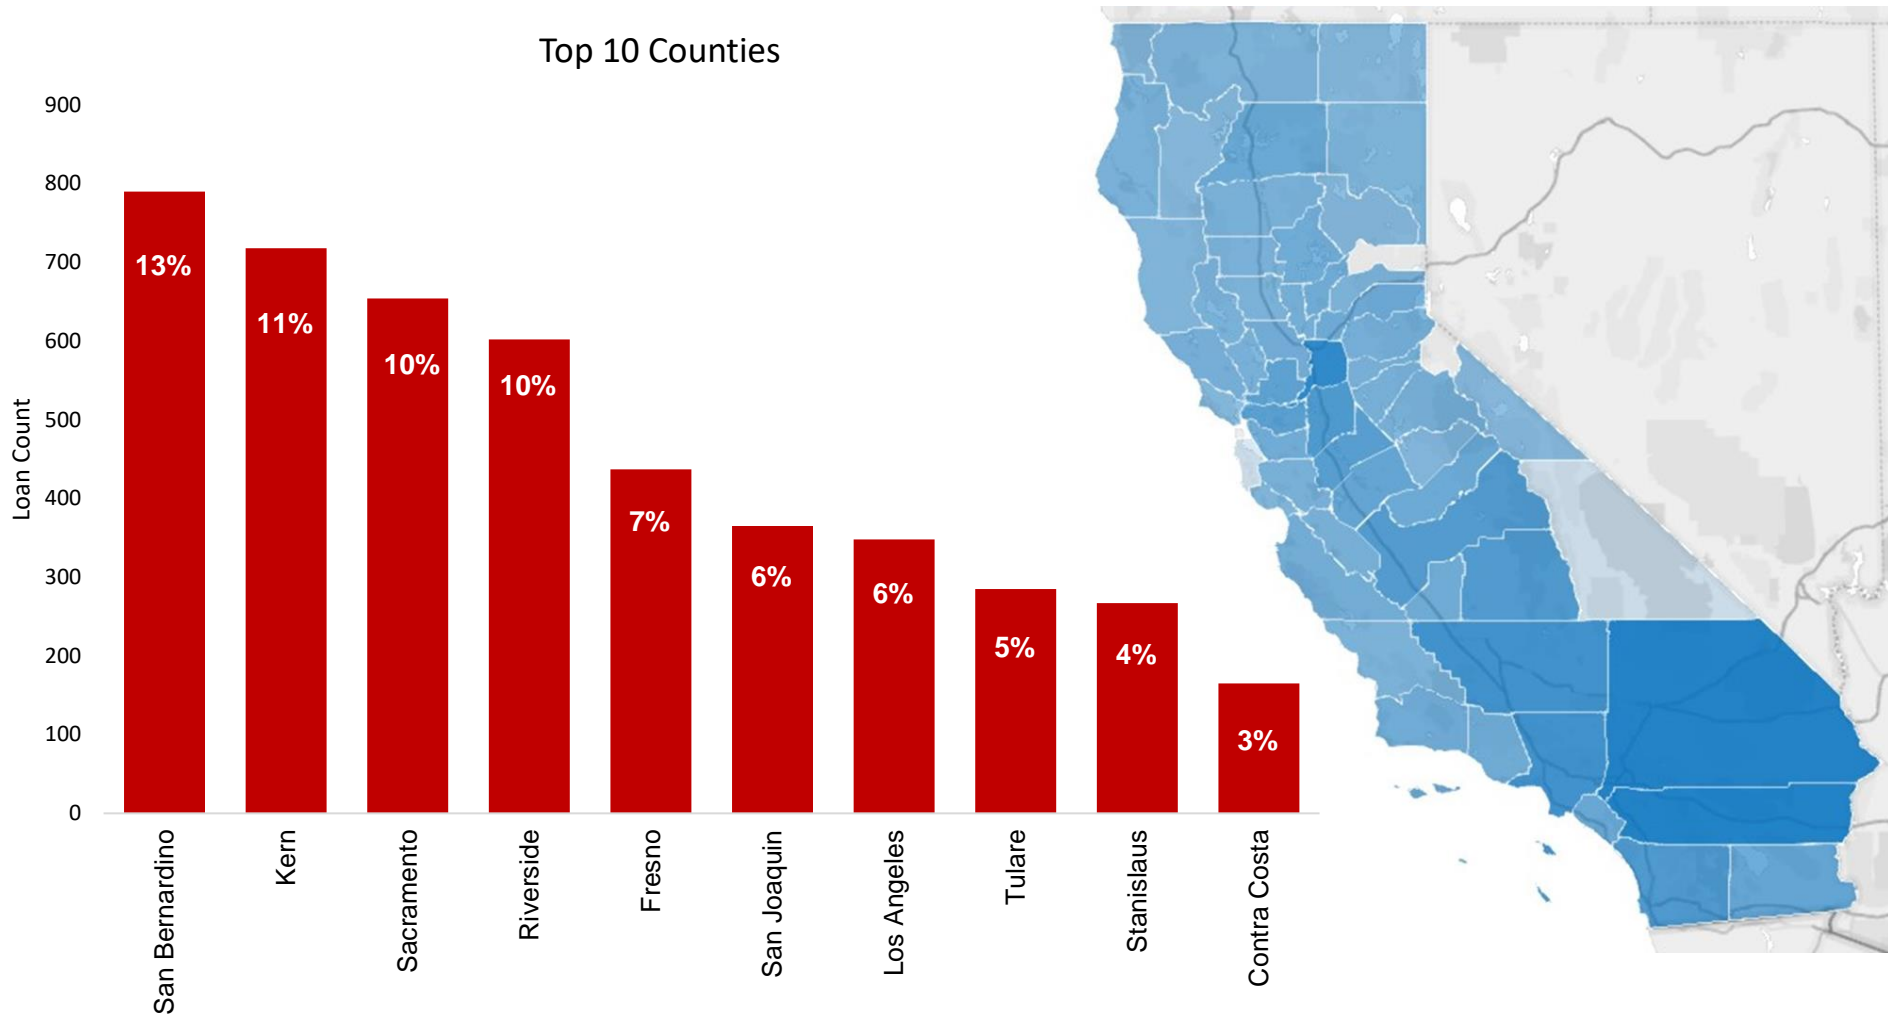 Top 10 Counties
Loan Count
900
800
700
600
500
400
300
200
100
0
13%
11%
10%
10%
7%
6%
6%
5%
4%
3%
San Bernardino
Kern
Sacramento
Riverside
Fresno
San Joaquin
Los Angeles
Tulare
Stanislaus
Contra Costa